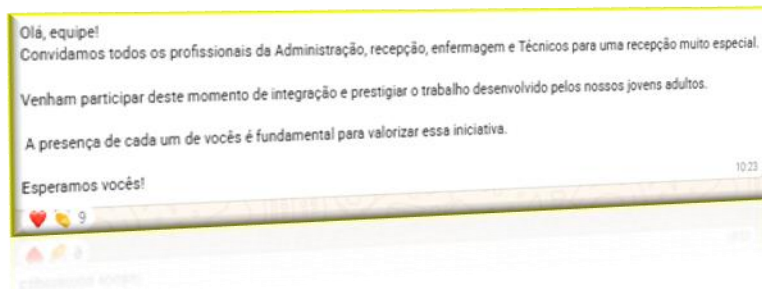 Olá, equipe!
Convidamos todos os profissionais da Administração, recepção, enfermagem e Técnicos para uma recepção muito especial.
Venham participar deste momento de integração e prestigiar o trabalho desenvolvido pelos nossos jovens adultos.
A presença de cada um de vocês é fundamental para valorizar essa iniciativa.
Esperamos vocês!
10:23
9